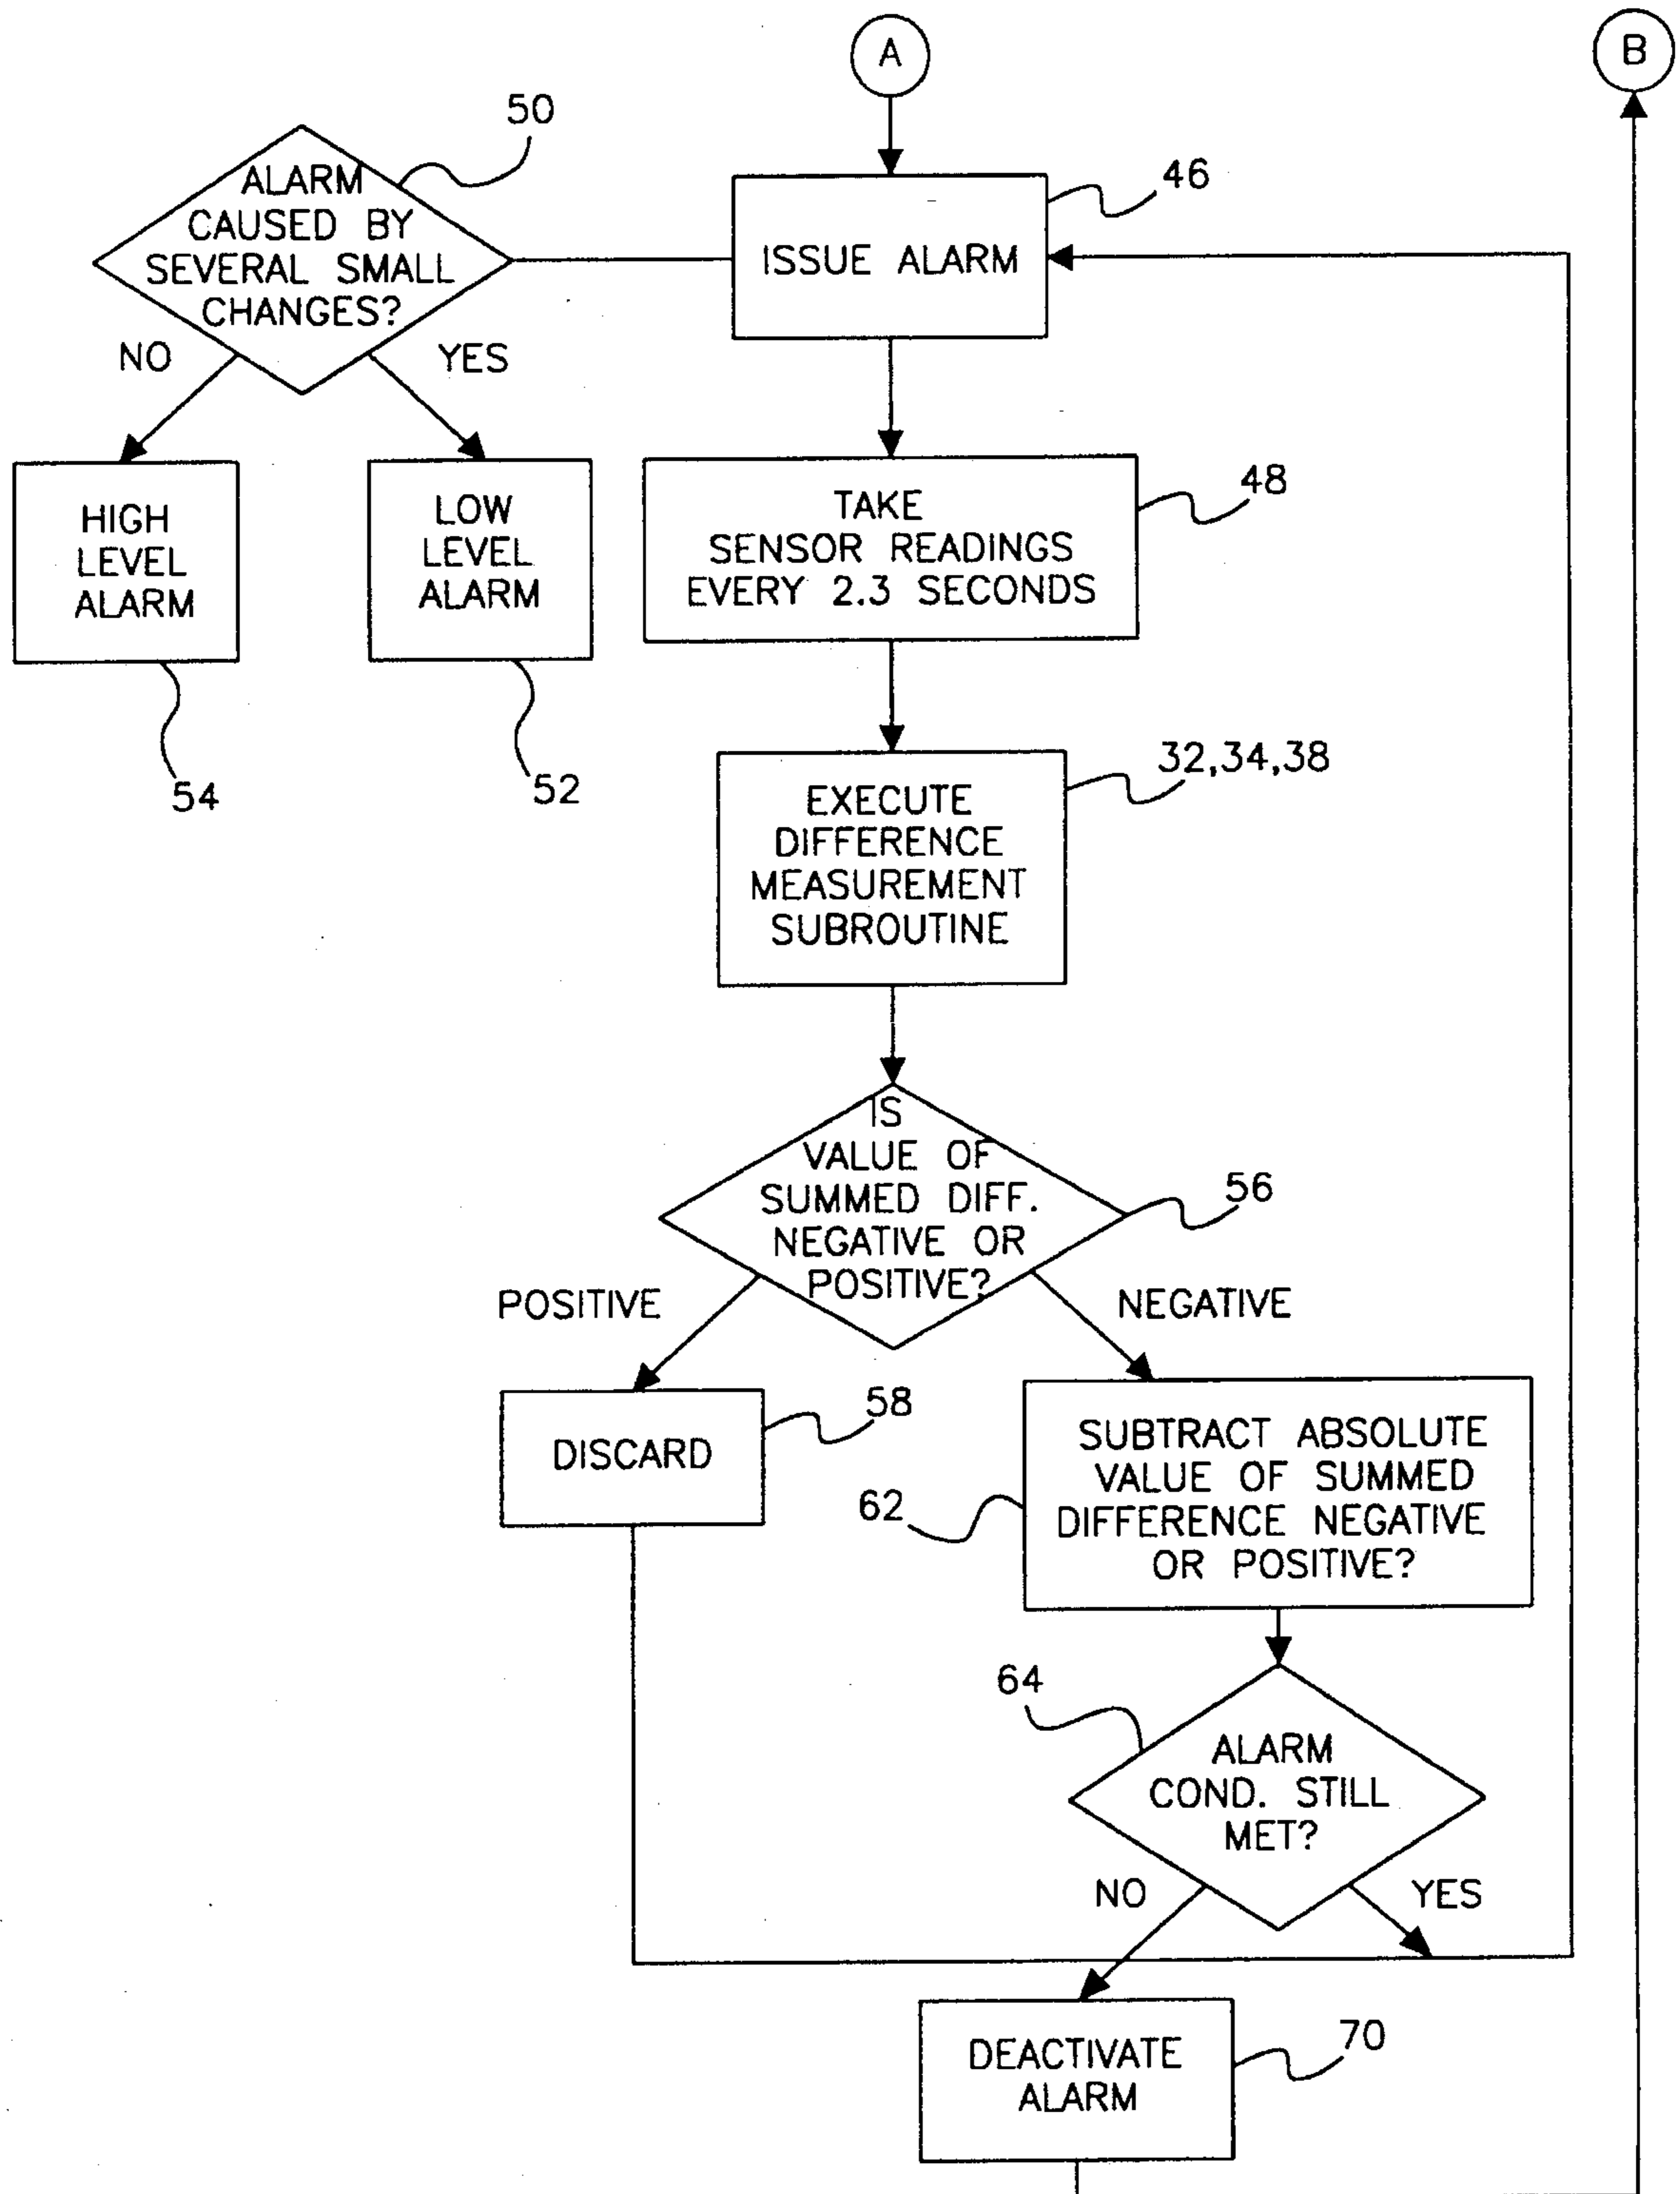 A
B
50
ALARM
CAUSED BY
SEVERAL SMALL
CHANGES?
NO
YES
46
ISSUE ALARM
HIGH
LEVEL
ALARM
54
LOW
LEVEL
ALARM
52
TAKE
SENSOR READINGS
EVERY 2.3 SECONDS
48
EXECUTE
DIFFERENCE
MEASUREMENT
SUBROUTINE
32,34,38
IS
VALUE OF
SUMMED DIFF.
NEGATIVE OR
POSITIVE?
56
POSITIVE
NEGATIVE
DISCARD
58
SUBTRACT ABSOLUTE
VALUE OF SUMMED
DIFFERENCE NEGATIVE
OR POSITIVE?
62
64
ALARM
COND. STILL
MET?
NO
YES
DEACTIVATE
ALARM
70